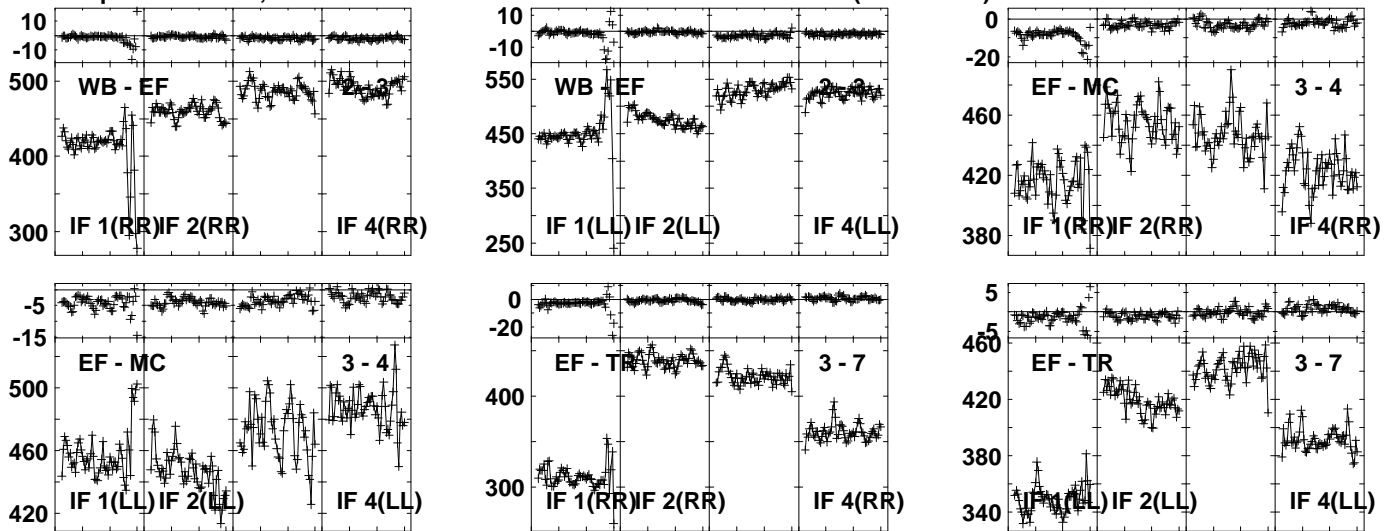 10
-10
500
400
300
WB - EF
2 - 3
IF 1(RR)
IF 2(RR)
IF 4(RR)
10
-10
550
450
350
250
WB - EF
2 - 3
IF 1(LL)
IF 2(LL)
IF 4(LL)
0
-20
460
420
380
EF - MC
3 - 4
IF 1(RR)
IF 2(RR)
IF 4(RR)
-5
-15
500
460
420
EF - MC
3 - 4
IF 1(LL)
IF 2(LL)
IF 4(LL)
0
-20
400
300
EF - TR
3 - 7
IF 1(RR)
IF 2(RR)
IF 4(RR)
5
-5
460
420
380
340
EF - TR
3 - 7
IF 1(LL)
IF 2(LL)
IF 4(LL)